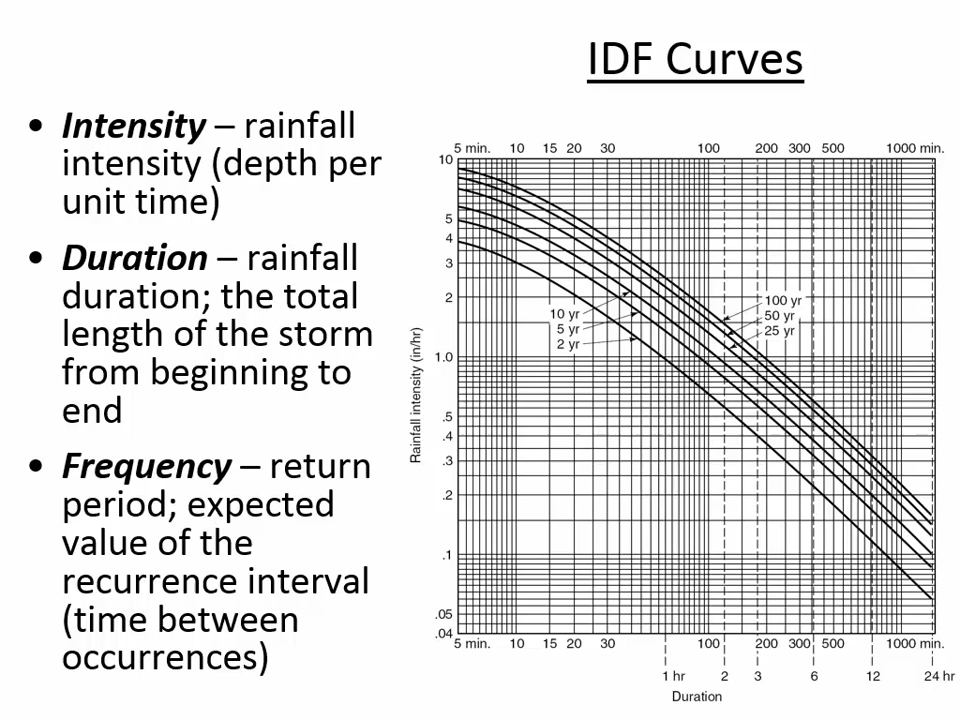 IDF Curves
• Intensity – rainfall
intensity (depth per
unit time)
• Duration – rainfall
duration; the total
length of the storm
from beginning to
end
• Frequency – return
period; expected
value of the
recurrence interval
(time between
occurrences)
5 min. 10 15 20 30 100 200 300 500 1000 min.
10
5
4
3
2
1.0
.5
.4
.3
.2
.1
.05
.04
Rainfall intensity (in/hr)
10 yr
5 yr
2 yr
100 yr
50 yr
25 yr
5 min. 10 15 20 30 100 200 300 500 1000 min.
1 hr 2 3 6 12 24 hr
Duration